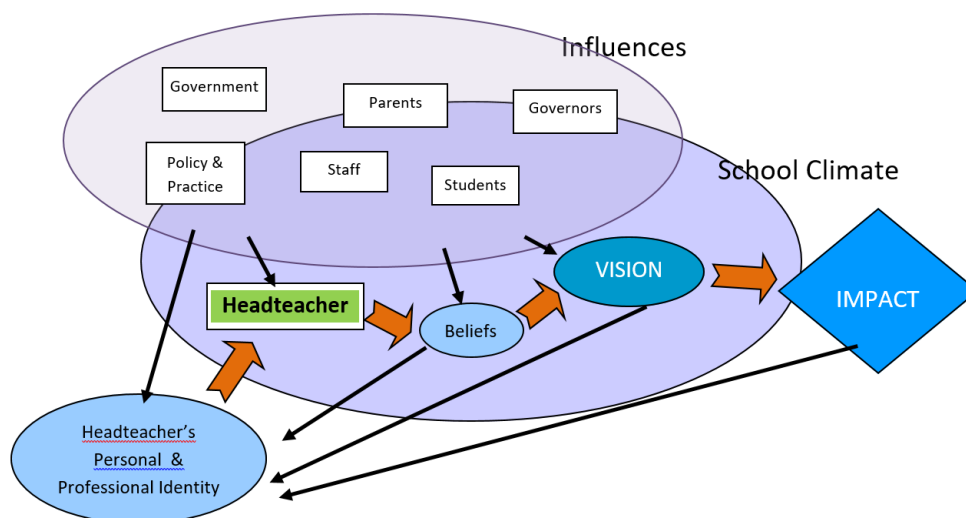 Influences
Government
Parents
Governors
Policy &
Practice
Staff
Students
School Climate
Headteacher
Beliefs
VISION
IMPACT
Headteacher’s
Personal &
Professional Identity